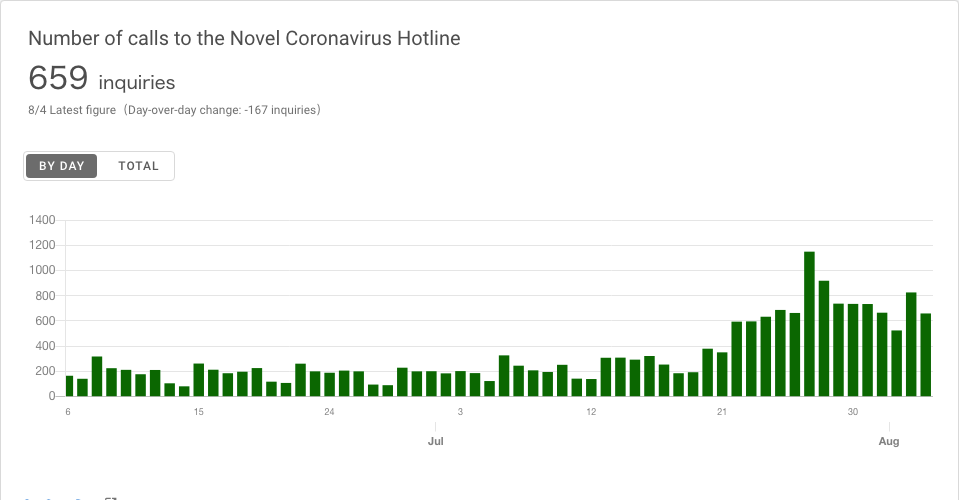 Number of calls to the Novel Coronavirus Hotline
659 inquiries
8/4 Latest figure（Day-over-day change: -167 inquiries）
BY DAY TOTAL
1400
1200
1000
800
600
400
200
0
6 15 24 3 12 21 30
Jul Aug